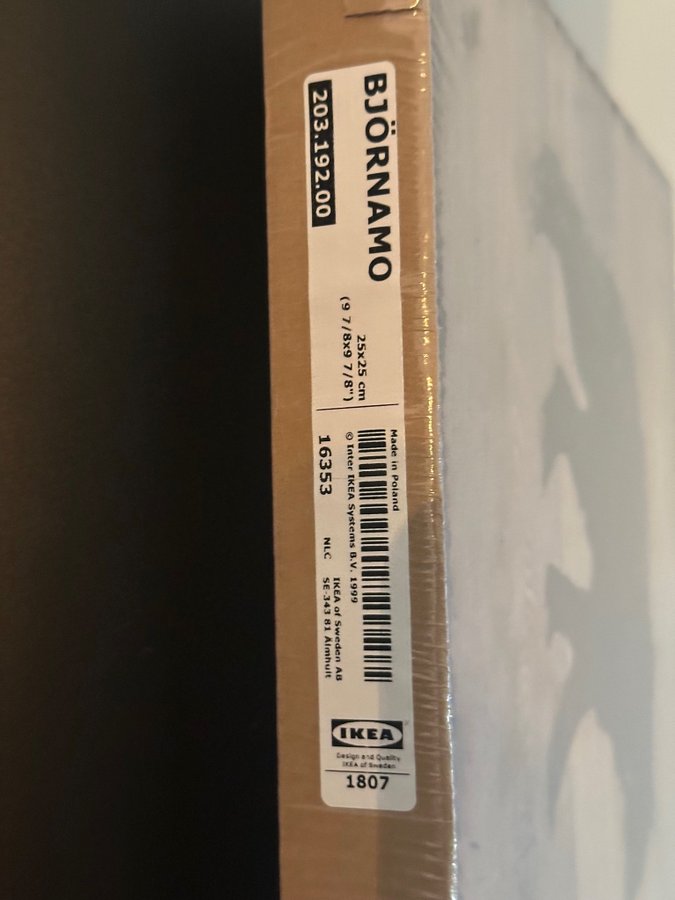 BJÖRNAMO
203.192.00
25x25 cm
(9 7/8x9 7/8")
Made in Poland
© Inter IKEA Systems B.V. 1999
16353
NLC
IKEA of Sweden AB
SE-343 81 Älmhult
IKEA
Design and Quality
IKEA of Sweden
1807